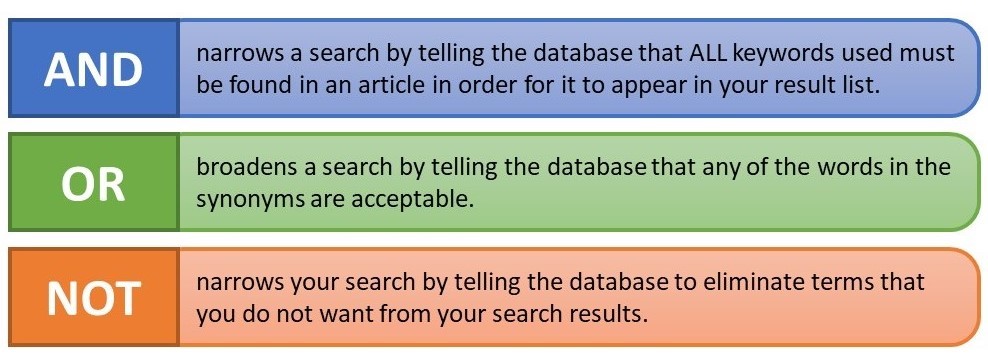 AND
narrows a search by telling the database that ALL keywords used must
be found in an article in order for it to appear in your result list.
OR
broadens a search by telling the database that any of the words in the
synonyms are acceptable.
NOT
narrows your search by telling the database to eliminate terms that
you do not want from your search results.